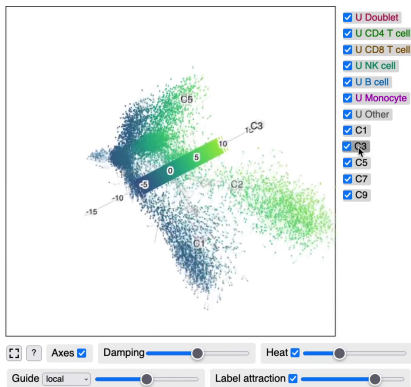 U Doublet
U CD4 T cell
U CD8 T cell
U NK cell
U B cell
U Monocyte
U Other
C1
C3
C5
C7
C9
C5
C3
10
5
0
-5
-10
-15
C2
C1
? Axes Damping Heat
Guide local Label attraction